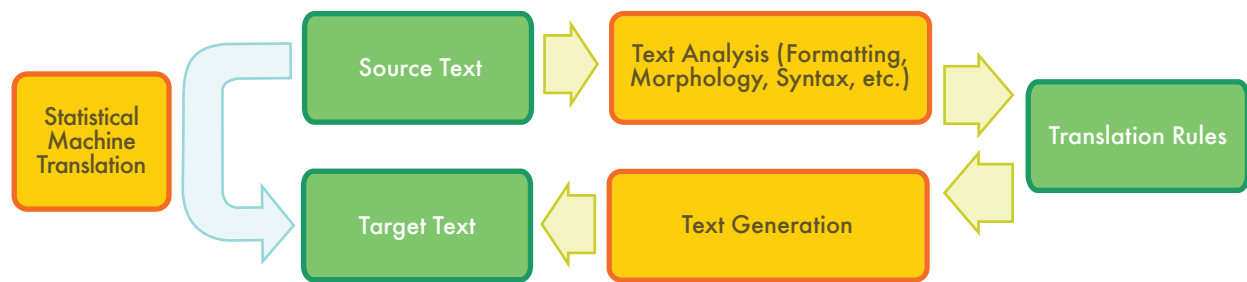 Source Text
Text Analysis (Formatting,
Morphology, Syntax, etc.)
Statistical
Machine
Translation
Translation Rules
Target Text
Text Generation